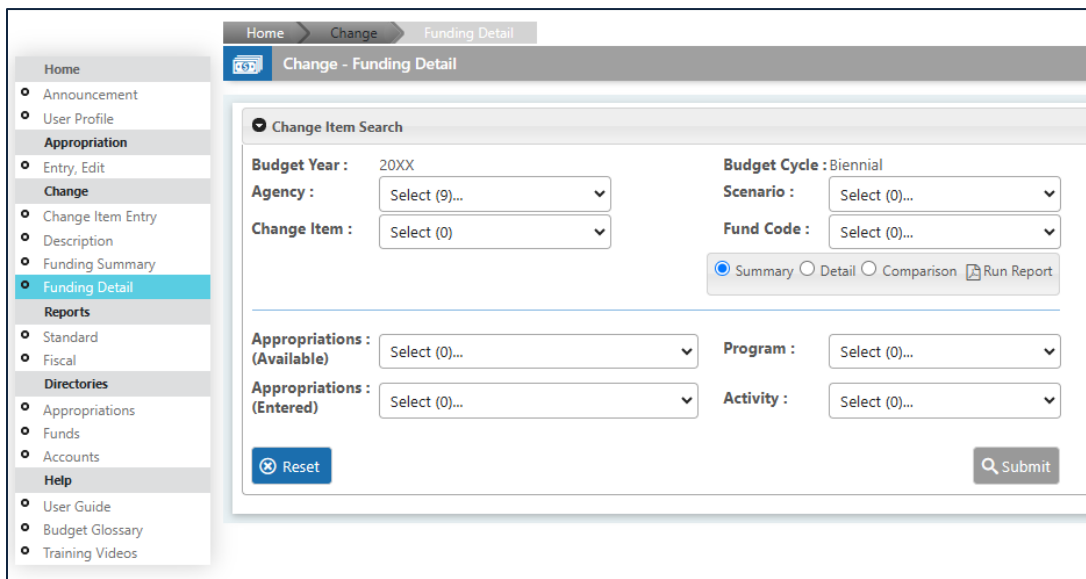 Home Change Funding Detail
Change - Funding Detail
Home
Announcement
User Profile
Appropriation
Entry, Edit
Change
Change Item Entry
Description
Funding Summary
Funding Detail
Reports
Standard
Fiscal
Directories
Appropriations
Funds
Accounts
Help
User Guide
Budget Glossary
Training Videos
Change Item Search
Budget Year : 20XX Budget Cycle : Biennial
Agency : Select (9)... Scenario : Select (0)...
Change Item : Select (0) Fund Code : Select (0)...
Summary Detail Comparison Run Report
Appropriations : (Available) Select (0)... Program : Select (0)...
Appropriations : (Entered) Select (0)... Activity : Select (0)...
Reset Submit